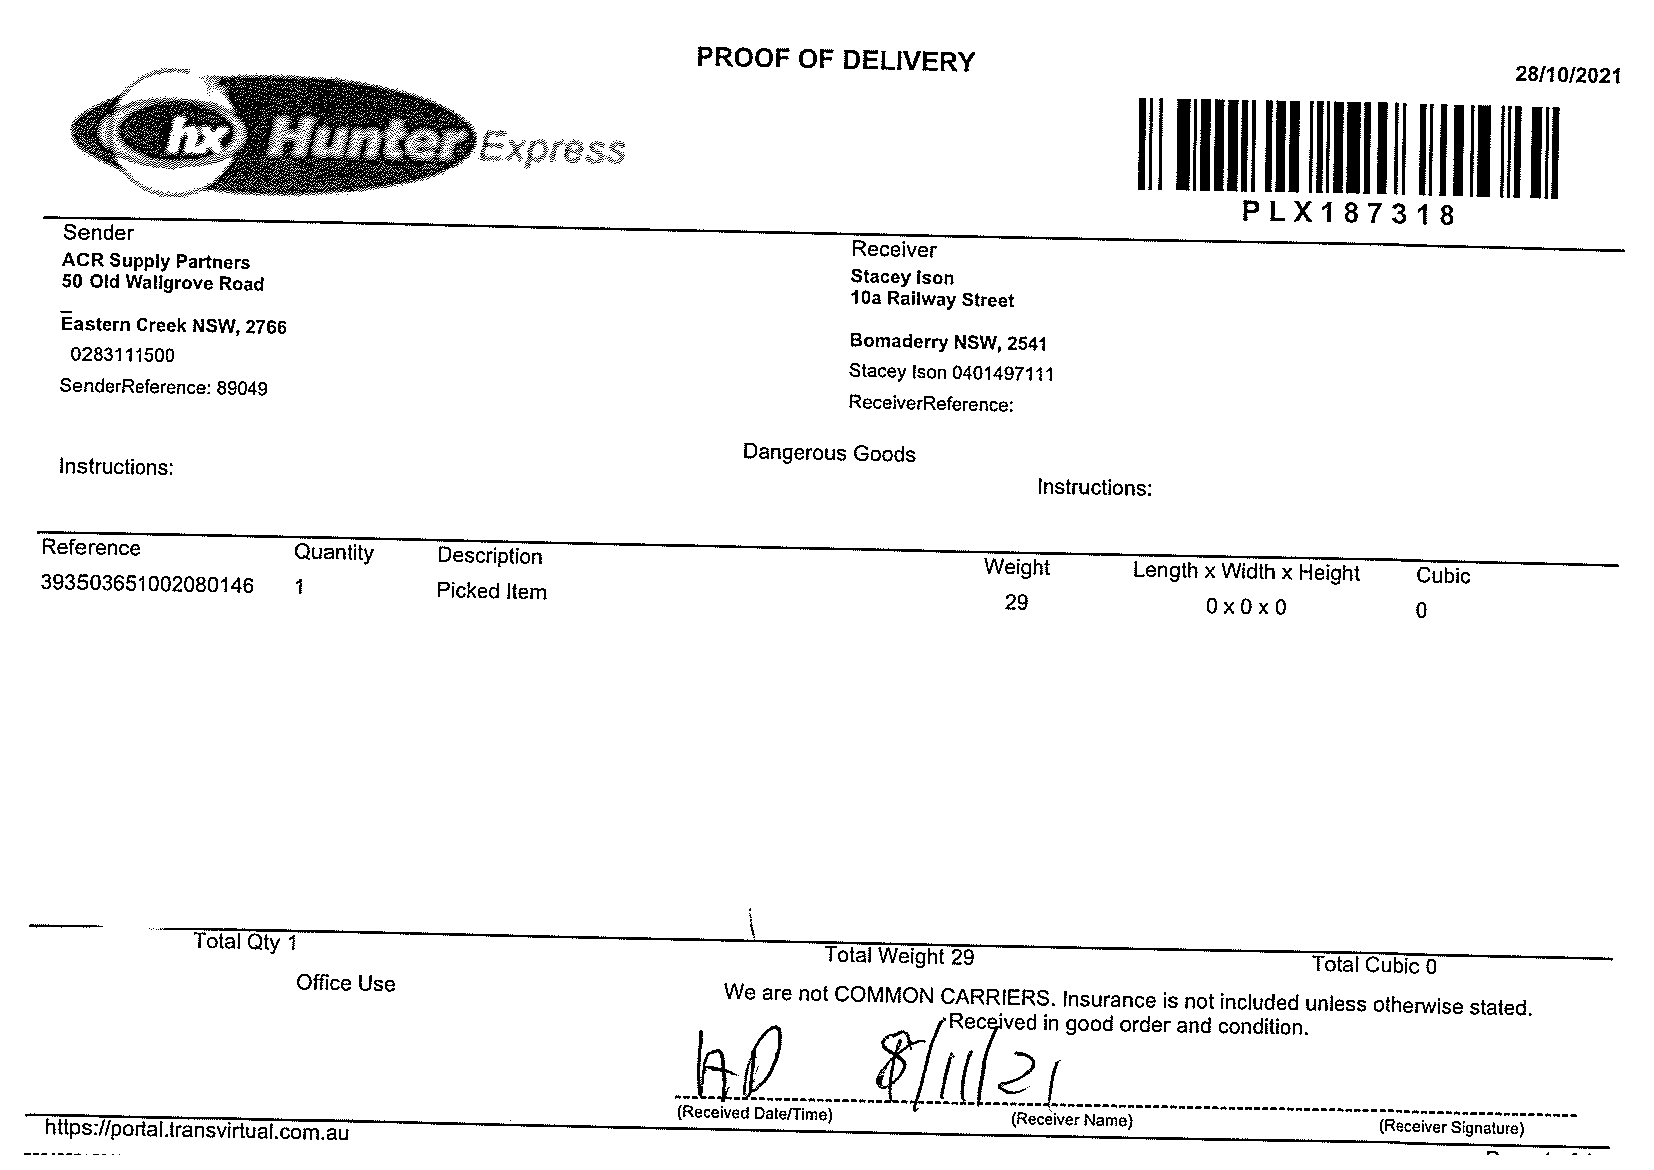 PROOF OF DELIVERY
28/10/2021
hx Hunter Express
PLX187318
Sender
ACR Supply Partners
50 Old Wallgrove Road
Eastern Creek NSW, 2766
0283111500
SenderReference: 89049
Receiver
Stacey Ison
10a Railway Street
Bomaderry NSW, 2541
Stacey Ison 0401497111
ReceiverReference:
Dangerous Goods
Instructions:
Instructions:
Reference Quantity Description Weight Length x Width x Height Cubic
393503651002080146 1 Picked Item 29 0 x 0 x 0 0
Total Qty 1 Total Weight 29 Total Cubic 0
Office Use
We are not COMMON CARRIERS. Insurance is not included unless otherwise stated.
Received in good order and condition.
AD 8/11/21
(Received Date/Time) (Receiver Name) (Receiver Signature)
https://portal.transvirtual.com.au